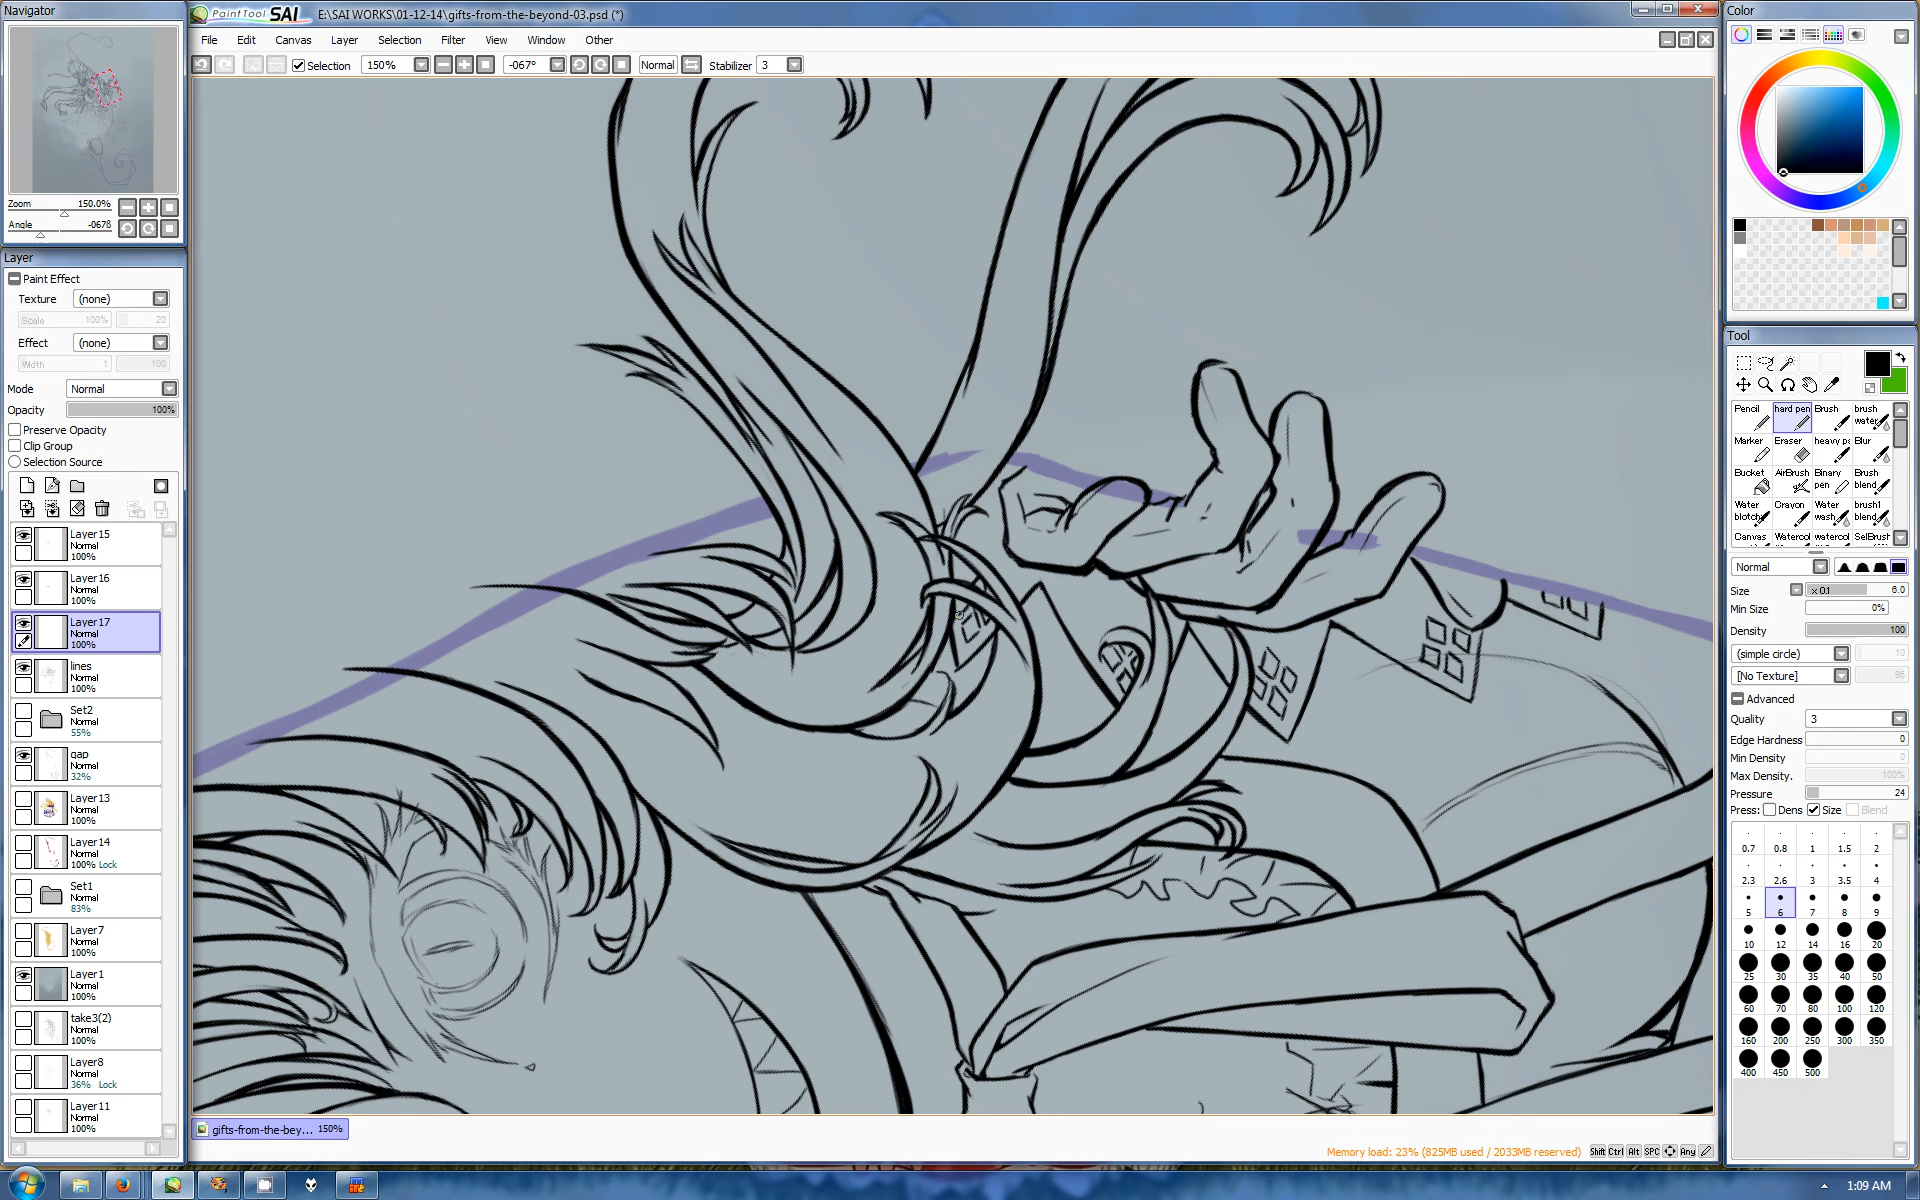 Navigator
Zoom 150.0%
Angle -067º
Layer
Paint Effect
Texture (none)
Scale 100% 20
Effect (none)
Width 1 100
Mode Normal
Opacity 100%
Preserve Opacity
Clip Group
Selection Source
Layer15
Normal
100%
Layer16
Normal
100%
Layer17
Normal
100%
lines
Normal
100%
Set2
Normal
55%
gap
Normal
32%
Layer13
Normal
100%
Layer14
Normal
100% Lock
Set1
Normal
83%
Layer7
Normal
100%
Layer1
Normal
100%
take3(2)
Normal
100%
Layer8
Normal
36% Lock
Layer11
Normal
100%
PaintTool SAI E:\SAI WORKS\01-12-14\gifts-from-the-beyond-03.psd (*)
File Edit Canvas Layer Selection Filter View Window Other
Selection 150% -067º Normal Stabilizer 3
gifts-from-the-bey... 150%
Memory load: 23% (825MB used / 2033MB reserved) Shift Ctrl Alt SPC Any
Color
Tool
Pencil hard pen Brush brush water
Marker Eraser heavy p Blur
Bucket AirBrush Binary pen Brush blend
Water blotch Crayon Water wash brush1 blend
Canvas Watercol watercol SelBrush
Normal
Size x 0.1 6.0
Min Size 0%
Density 100
(simple circle) 10
[No Texture] 95
Advanced
Quality 3
Edge Hardness 0
Min Density 0
Max Density. 100%
Pressure 24
Press: Dens Size Blend
0.7 0.8 1 1.5 2
2.3 2.6 3 3.5 4
5 6 7 8 9
10 12 14 16 20
25 30 35 40 50
60 70 80 100 120
160 200 250 300 350
400 450 500
1:09 AM